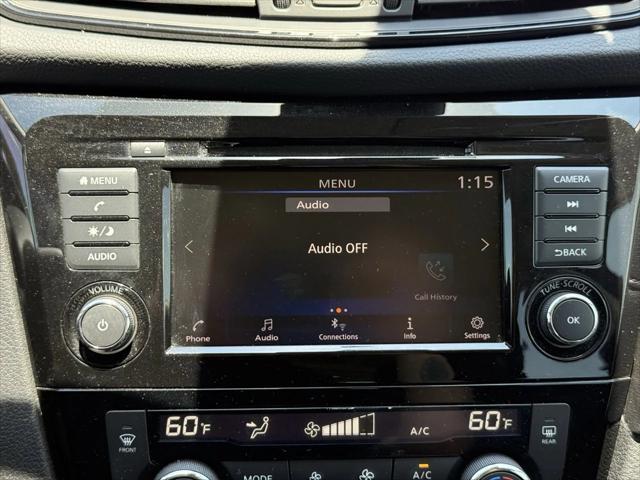 MENU
AUDIO
VOLUME
MENU 1:15
Audio
Audio OFF
Call History
Phone Audio Connections Info Settings
CAMERA
BACK
TUNE·SCROLL
OK
FRONT
60°F A/C 60°F
REAR
MODE A/C